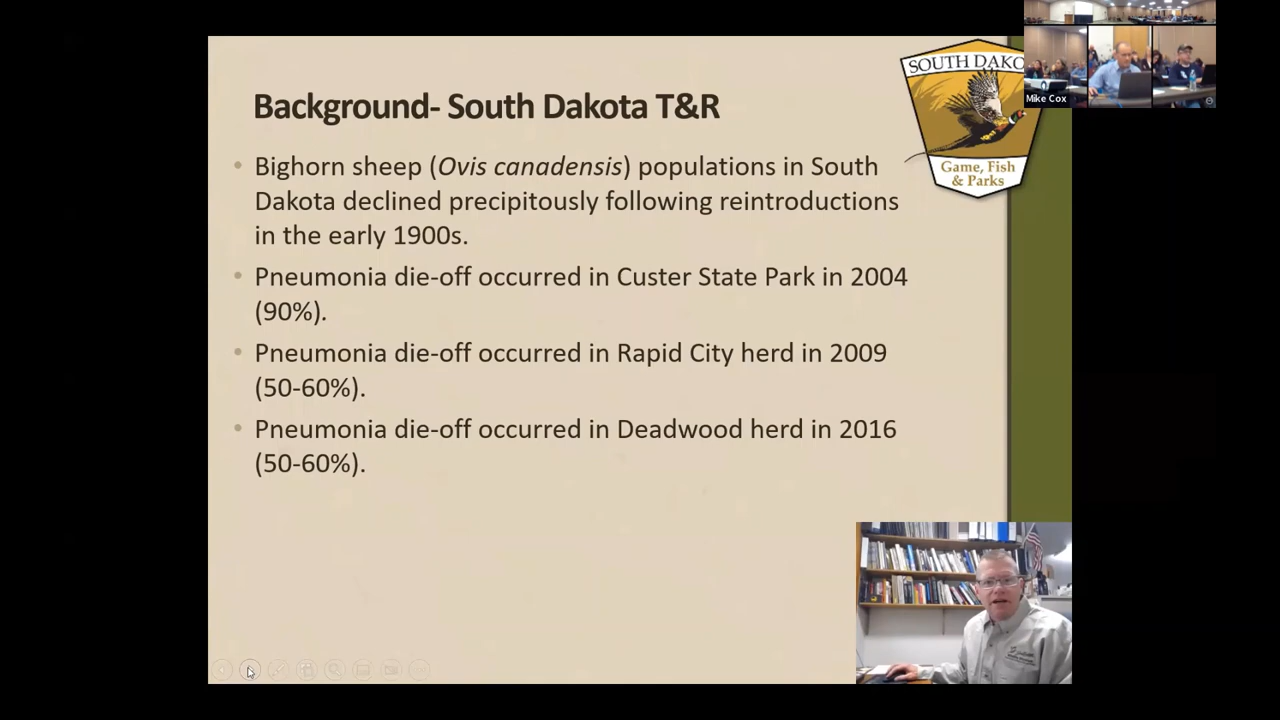 Background- South Dakota T&R
• Bighorn sheep (Ovis canadensis) populations in South
Dakota declined precipitously following reintroductions
in the early 1900s.
• Pneumonia die-off occurred in Custer State Park in 2004
(90%).
• Pneumonia die-off occurred in Rapid City herd in 2009
(50-60%).
• Pneumonia die-off occurred in Deadwood herd in 2016
(50-60%).
SOUTH DAKO
Game, Fish
& Parks
Mike Cox